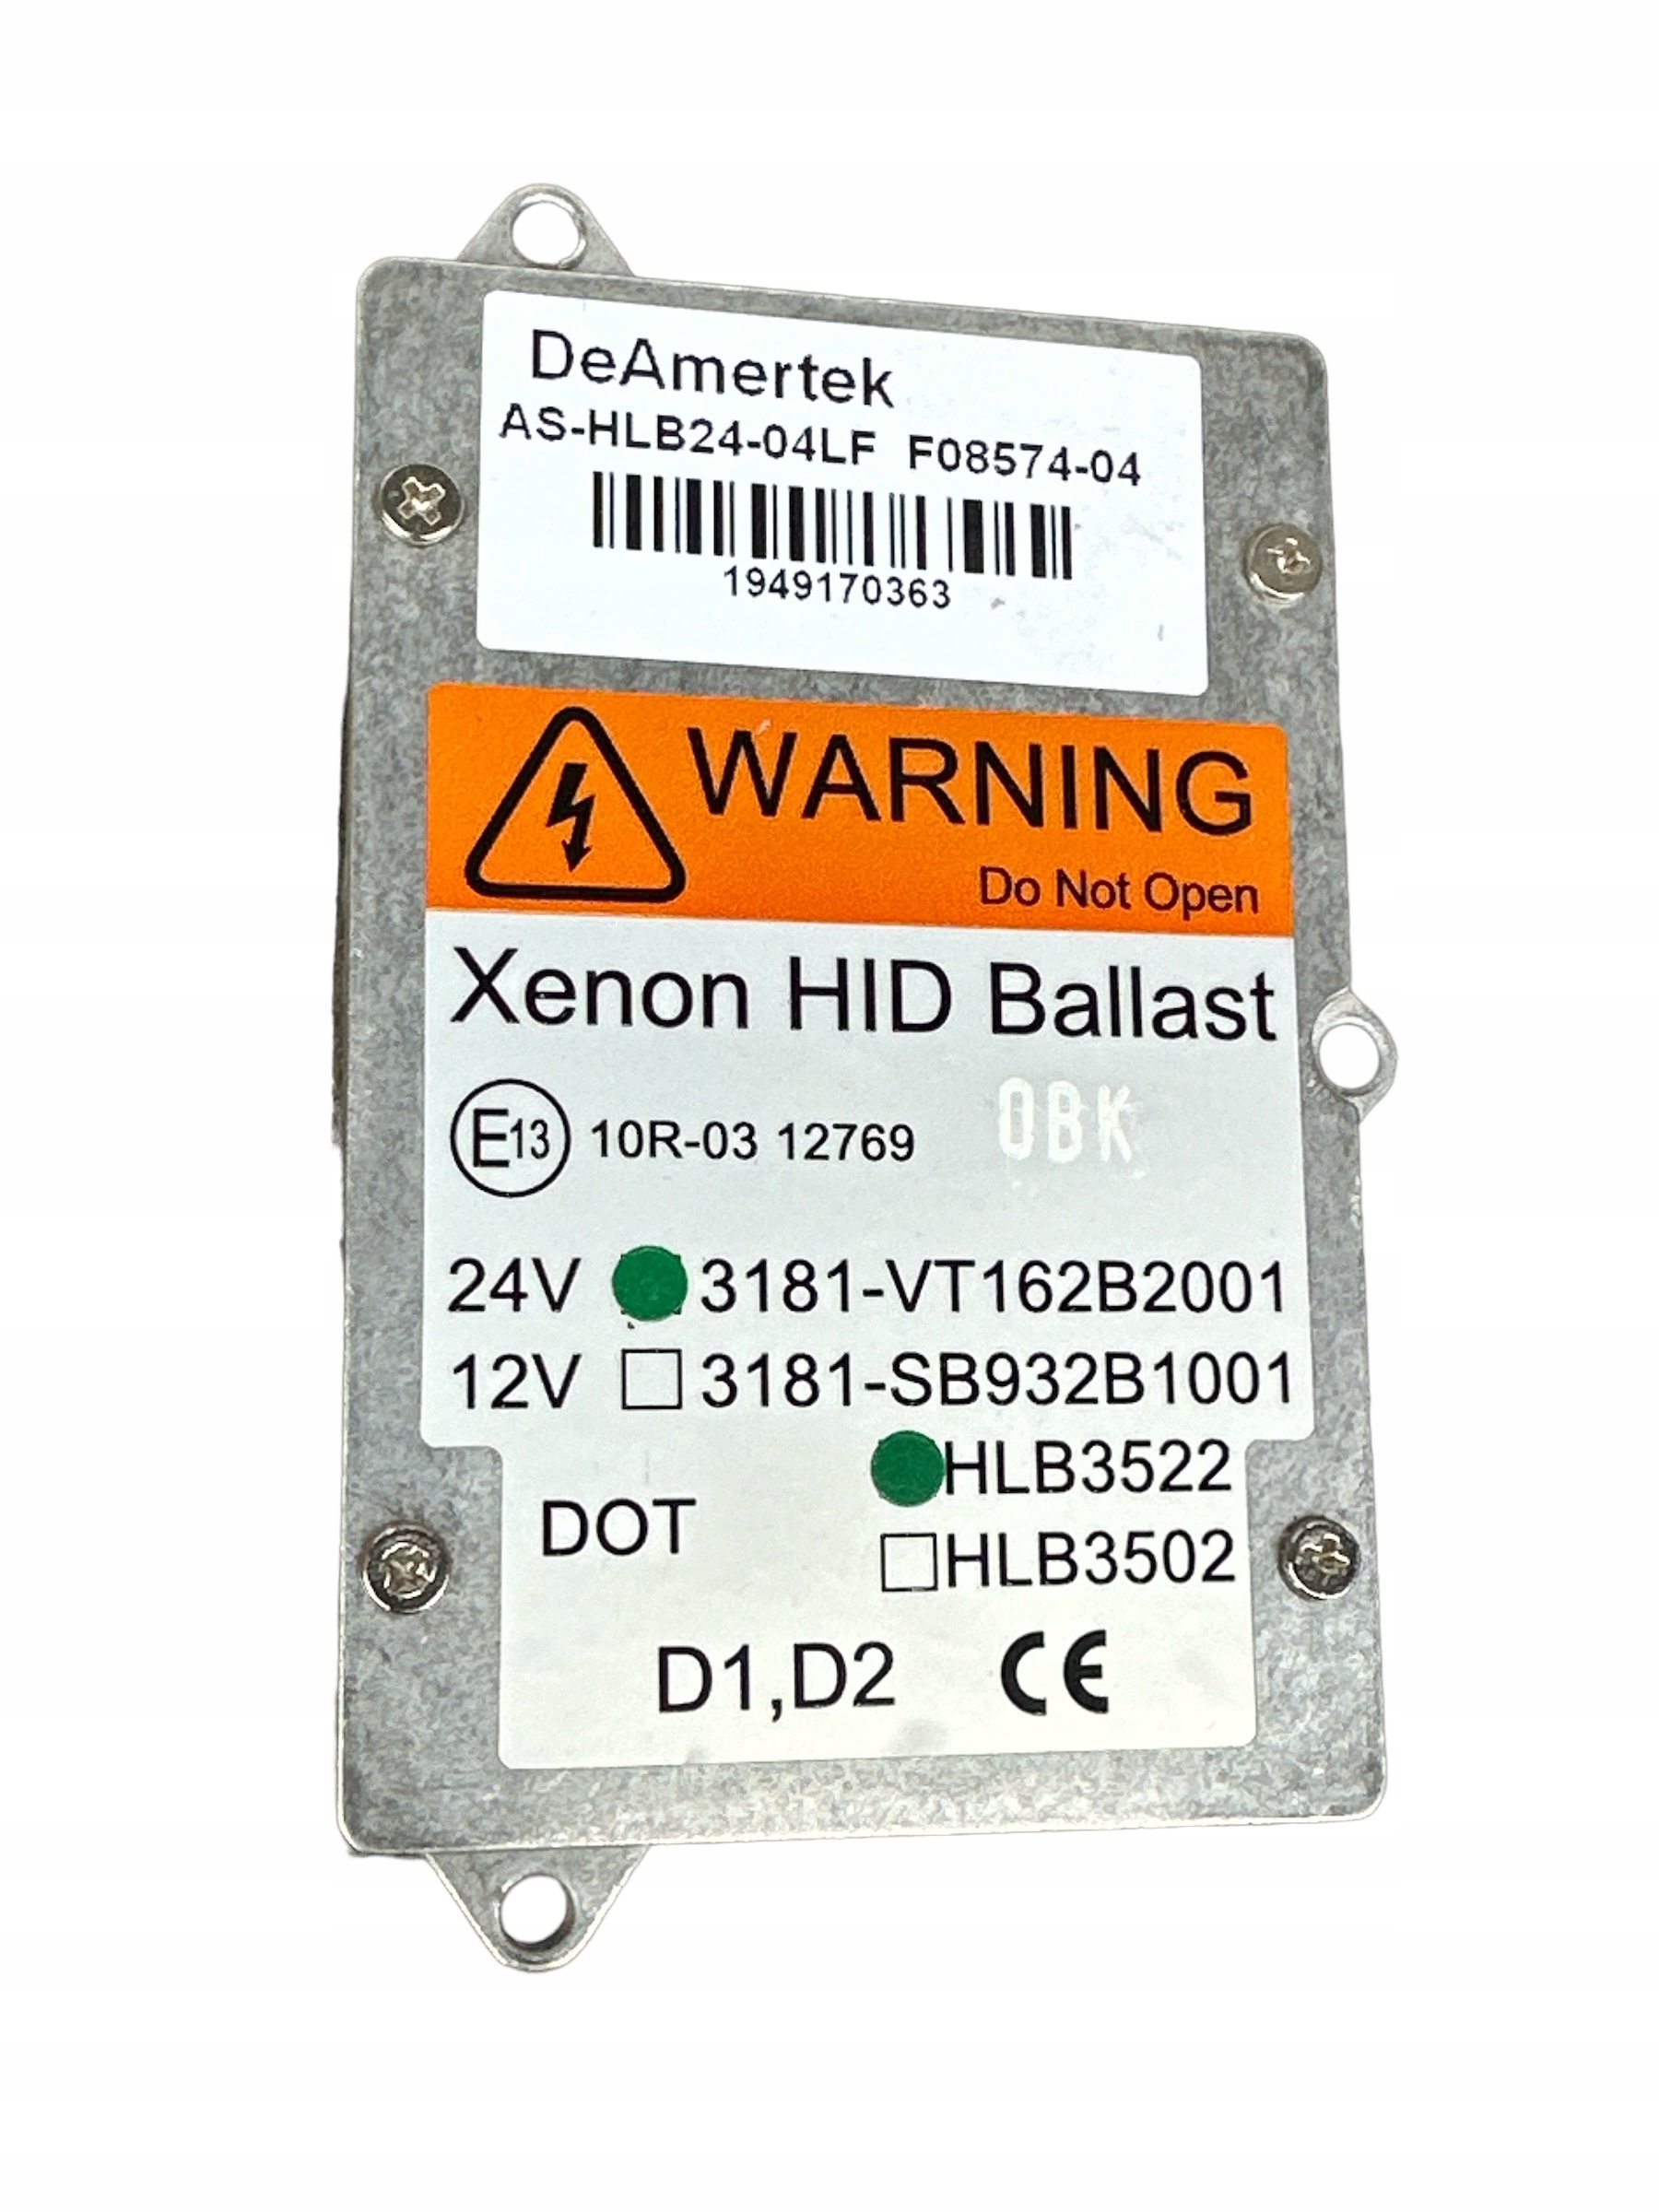 DeAmertek
AS-HLB24-04LF F08574-04
1949170363
WARNING
Do Not Open
Xenon HID Ballast
E13 10R-03 12769 0BK
24V 3181-VT162B2001
12V 3181-SB932B1001
HLB3522
DOT
HLB3502
D1,D2 CE